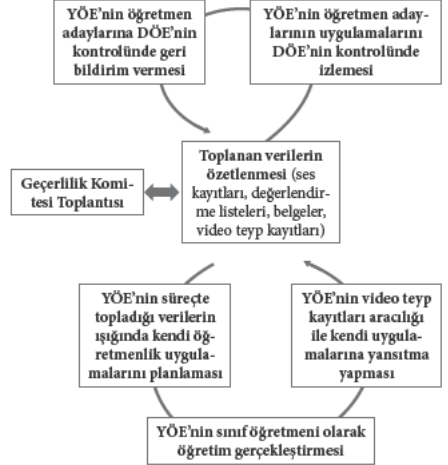 YÖE'nin öğretmen
adaylarına DÖE'nin
kontrolünde geri
bildirim vermesi
YÖE'nin öğretmen aday-
larının uygulamalarını
DÖE'nin kontrolünde
izlemesi
Toplanan verilerin
özetlenmesi (ses
kayıtları, değerlendir-
me listeleri, belgeler,
video teyp kayıtları)
Geçerlilik Komi-
tesi Toplantısı
YÖE'nin süreçte
topladığı verilerin
ışığında kendi öğ-
retmenlik uygula-
malarını planlaması
YÖE'nin video teyp
kayıtları aracılığı
ile kendi uygula-
malarına yansıtma
yapması
YÖE'nin sınıf öğretmeni olarak
öğretim gerçekleştirmesi